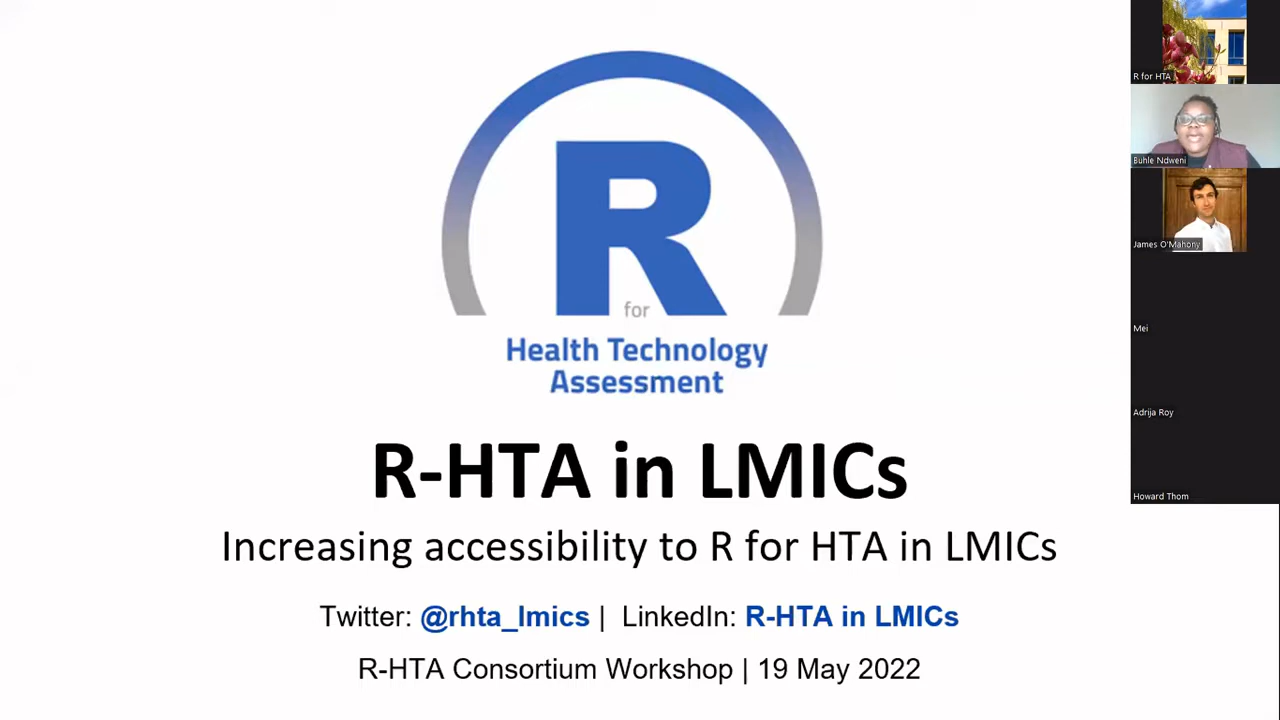 R
for
Health Technology
Assessment
R-HTA in LMICs
Increasing accessibility to R for HTA in LMICs
Twitter: @rhta_lmics | LinkedIn: R-HTA in LMICs
R-HTA Consortium Workshop | 19 May 2022
R for HTA
Buhle Ndweni
James O'Mahony
Mei
Adrija Roy
Howard Thom